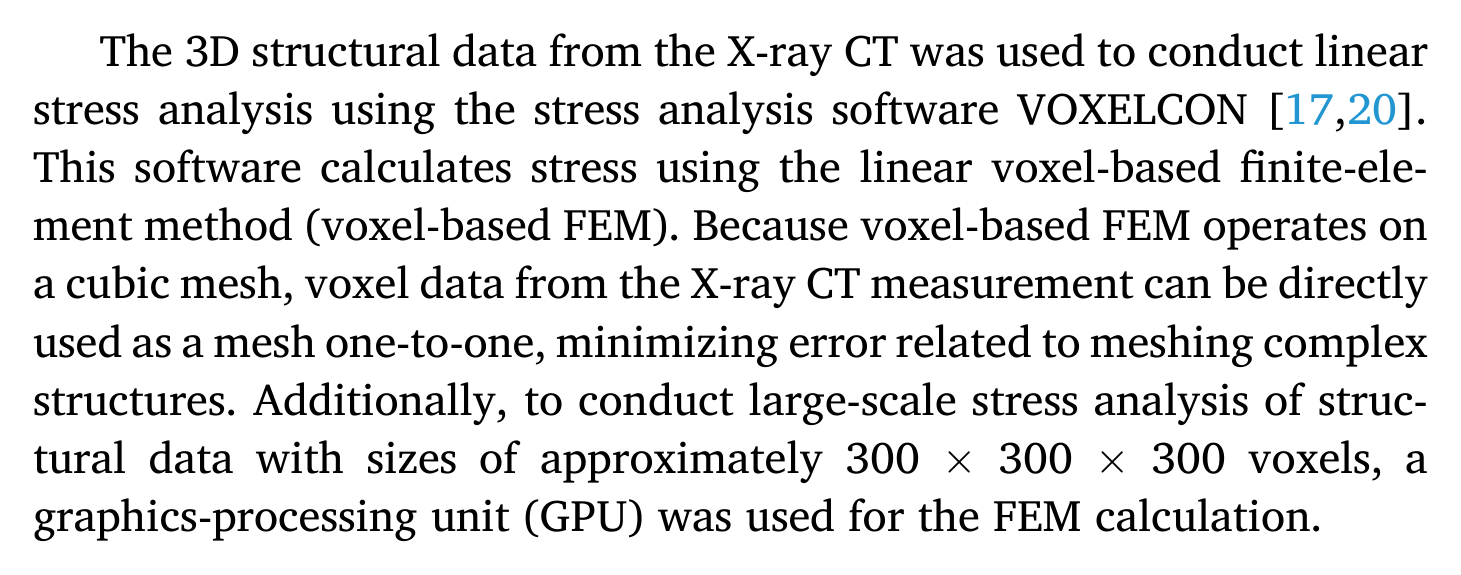 The 3D structural data from the X-ray CT was used to conduct linear
stress analysis using the stress analysis software VOXELCON [17,20].
This software calculates stress using the linear voxel-based finite-ele-
ment method (voxel-based FEM). Because voxel-based FEM operates on
a cubic mesh, voxel data from the X-ray CT measurement can be directly
used as a mesh one-to-one, minimizing error related to meshing complex
structures. Additionally, to conduct large-scale stress analysis of struc-
tural data with sizes of approximately 300 × 300 × 300 voxels, a
graphics-processing unit (GPU) was used for the FEM calculation.